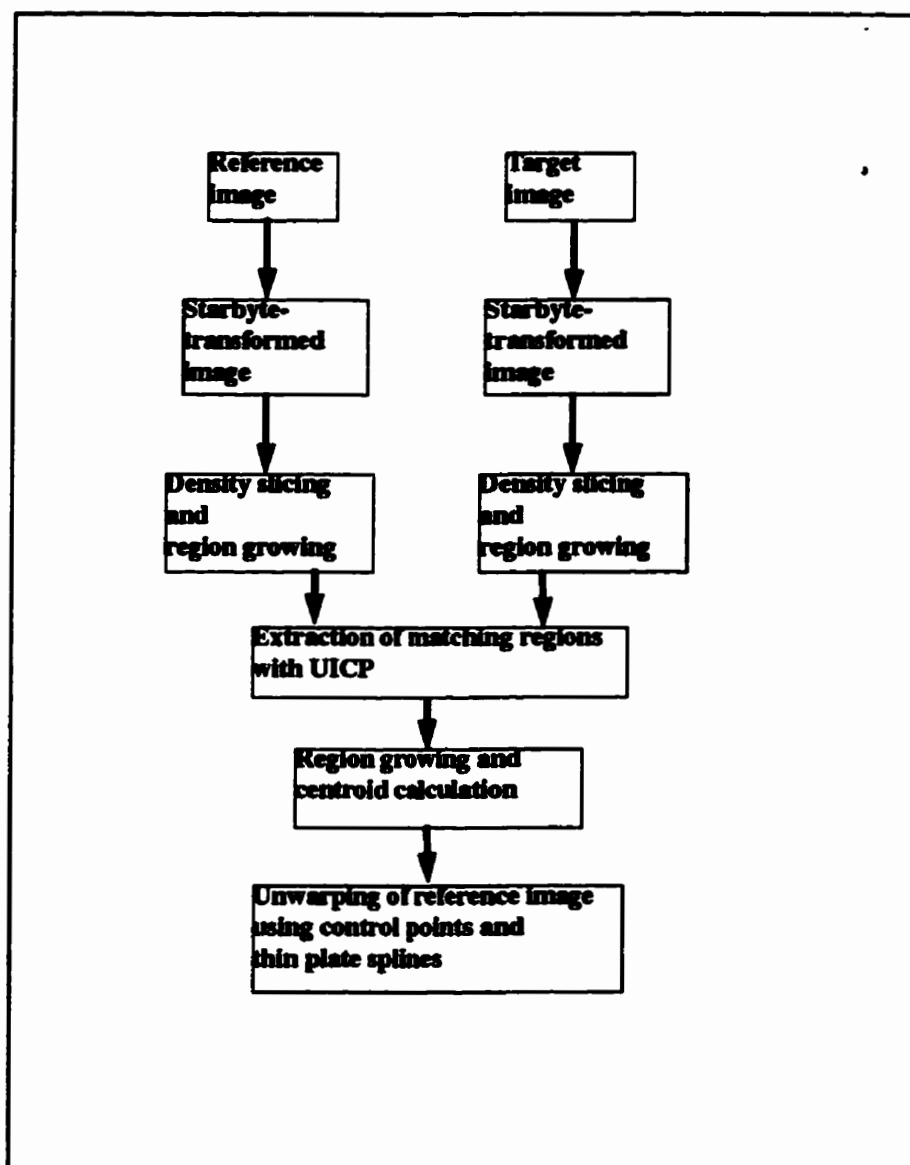 Reference
image
Target
image
Starbyte-
transformed
image
Starbyte-
transformed
image
Density slicing
and
region growing
Density slicing
and
region growing
Extraction of matching regions
with UICP
Region growing and
centroid calculation
Unwarping of reference image
using control points and
thin plate splines